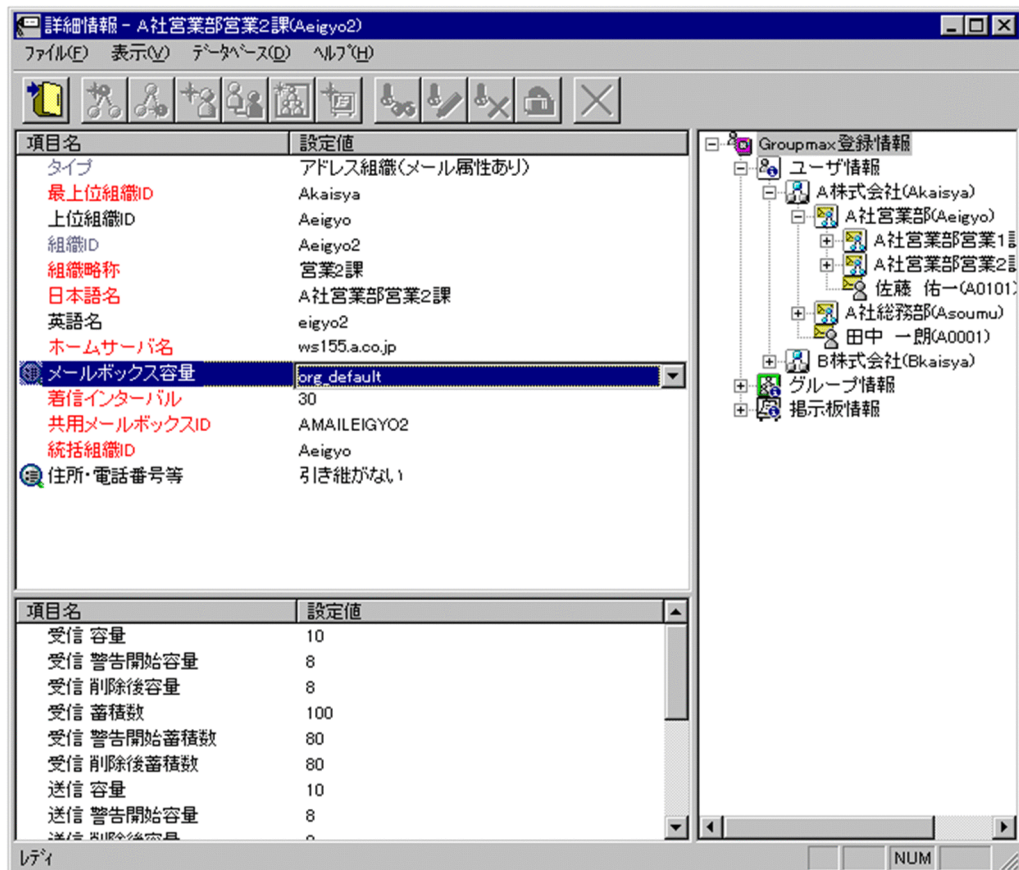 詳細情報 - A社営業部営業2課(Aeigyo2)
ファイル(F) 表示(V) データベース(D) ヘルプ(H)
項目名 設定値
タイプ アドレス組織(メール属性あり)
最上位組織ID Akaisya
上位組織ID Aeigyo
組織ID Aeigyo2
組織略称 営業2課
日本語名 A社営業部営業2課
英語名 eigyo2
ホームサーバ名 ws155.a.co.jp
メールボックス容量 org_default
着信インターバル 30
共用メールボックスID AMAILEIGYO2
統括組織ID Aeigyo
住所・電話番号等 引き継がない
項目名 設定値
受信 容量 10
受信 警告開始容量 8
受信 削除後容量 8
受信 蓄積数 100
受信 警告開始蓄積数 80
受信 削除後蓄積数 80
送信 容量 10
送信 警告開始容量 8
Groupmax登録情報
ユーザ情報
A株式会社(Akaisya)
A社営業部(Aeigyo)
A社営業部営業1
A社営業部営業2
佐藤 佑一(A0101)
A社総務部(Asoumu)
田中 一朗(A0001)
B株式会社(Bkaisya)
グループ情報
掲示板情報
レディ
NUM